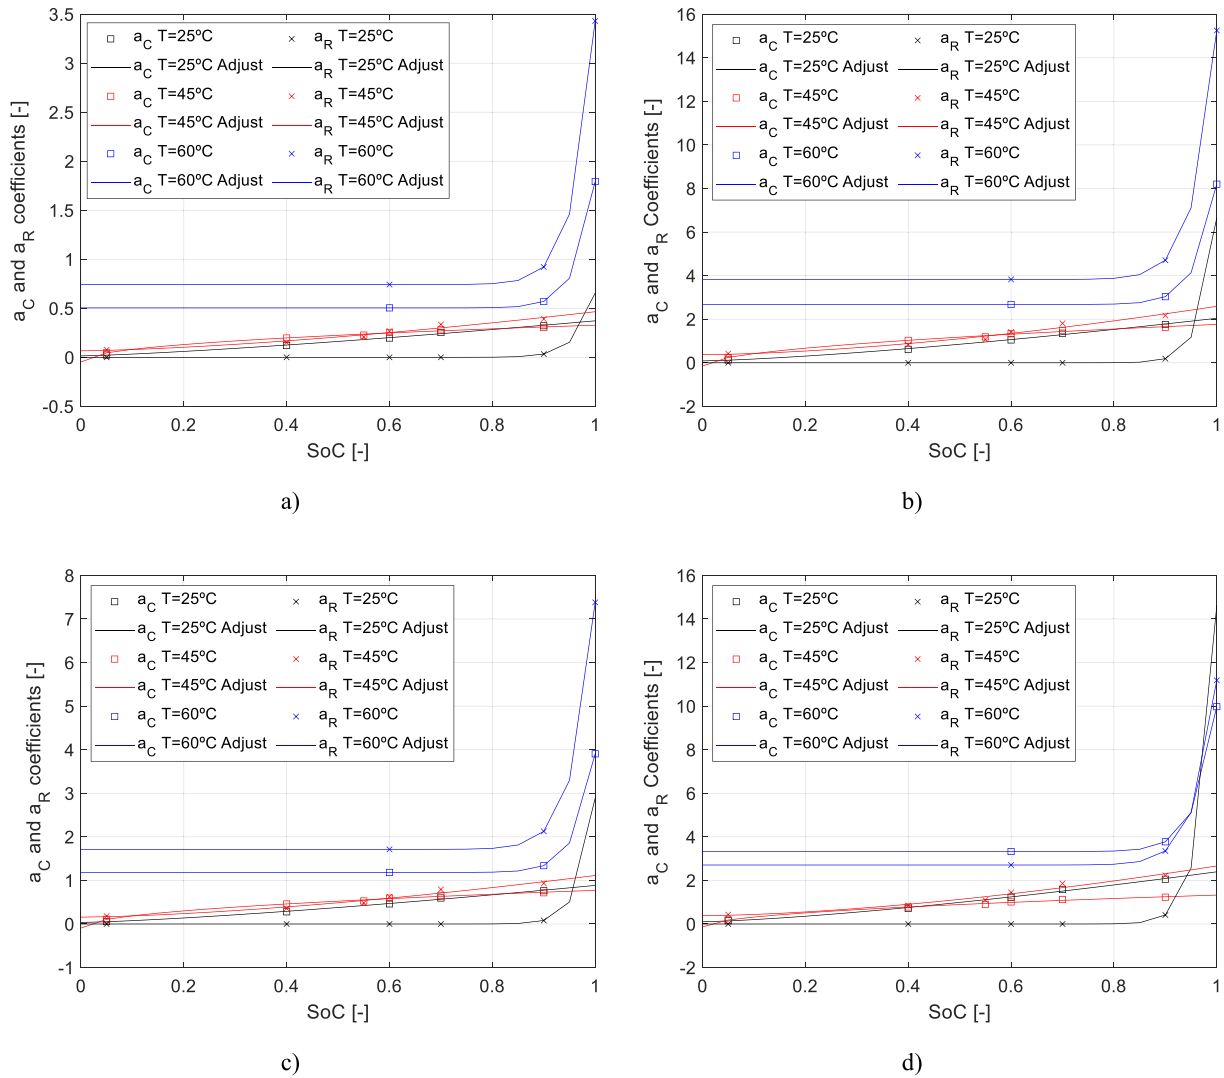 3.5
3
2.5
2
1.5
1
0.5
0
-0.5
a_C and a_R coefficients [-]
a_C T=25ºC
a_C T=25ºC Adjust
a_C T=45ºC
a_C T=45ºC Adjust
a_C T=60ºC
a_C T=60ºC Adjust
a_R T=25ºC
a_R T=25ºC Adjust
a_R T=45ºC
a_R T=45ºC Adjust
a_R T=60ºC
a_R T=60ºC Adjust
0 0.2 0.4 0.6 0.8 1
SoC [-]
a)
16
14
12
10
8
6
4
2
0
-2
a_C and a_R Coefficients [-]
a_C T=25ºC
a_C T=25ºC Adjust
a_C T=45ºC
a_C T=45ºC Adjust
a_C T=60ºC
a_C T=60ºC Adjust
a_R T=25ºC
a_R T=25ºC Adjust
a_R T=45ºC
a_R T=45ºC Adjust
a_R T=60ºC
a_R T=60ºC Adjust
0 0.2 0.4 0.6 0.8 1
SoC [-]
b)
8
7
6
5
4
3
2
1
0
-1
a_C and a_R coefficients [-]
a_C T=25ºC
a_C T=25ºC Adjust
a_C T=45ºC
a_C T=45ºC Adjust
a_C T=60ºC
a_C T=60ºC Adjust
a_R T=25ºC
a_R T=25ºC Adjust
a_R T=45ºC
a_R T=45ºC Adjust
a_R T=60ºC
a_R T=60ºC Adjust
0 0.2 0.4 0.6 0.8 1
SoC [-]
c)
16
14
12
10
8
6
4
2
0
-2
a_C and a_R Coefficients [-]
a_C T=25ºC
a_C T=25ºC Adjust
a_C T=45ºC
a_C T=45ºC Adjust
a_C T=60ºC
a_C T=60ºC Adjust
a_R T=25ºC
a_R T=25ºC Adjust
a_R T=45ºC
a_R T=45ºC Adjust
a_R T=60ºC
a_R T=60ºC Adjust
0 0.2 0.4 0.6 0.8 1
SoC [-]
d)